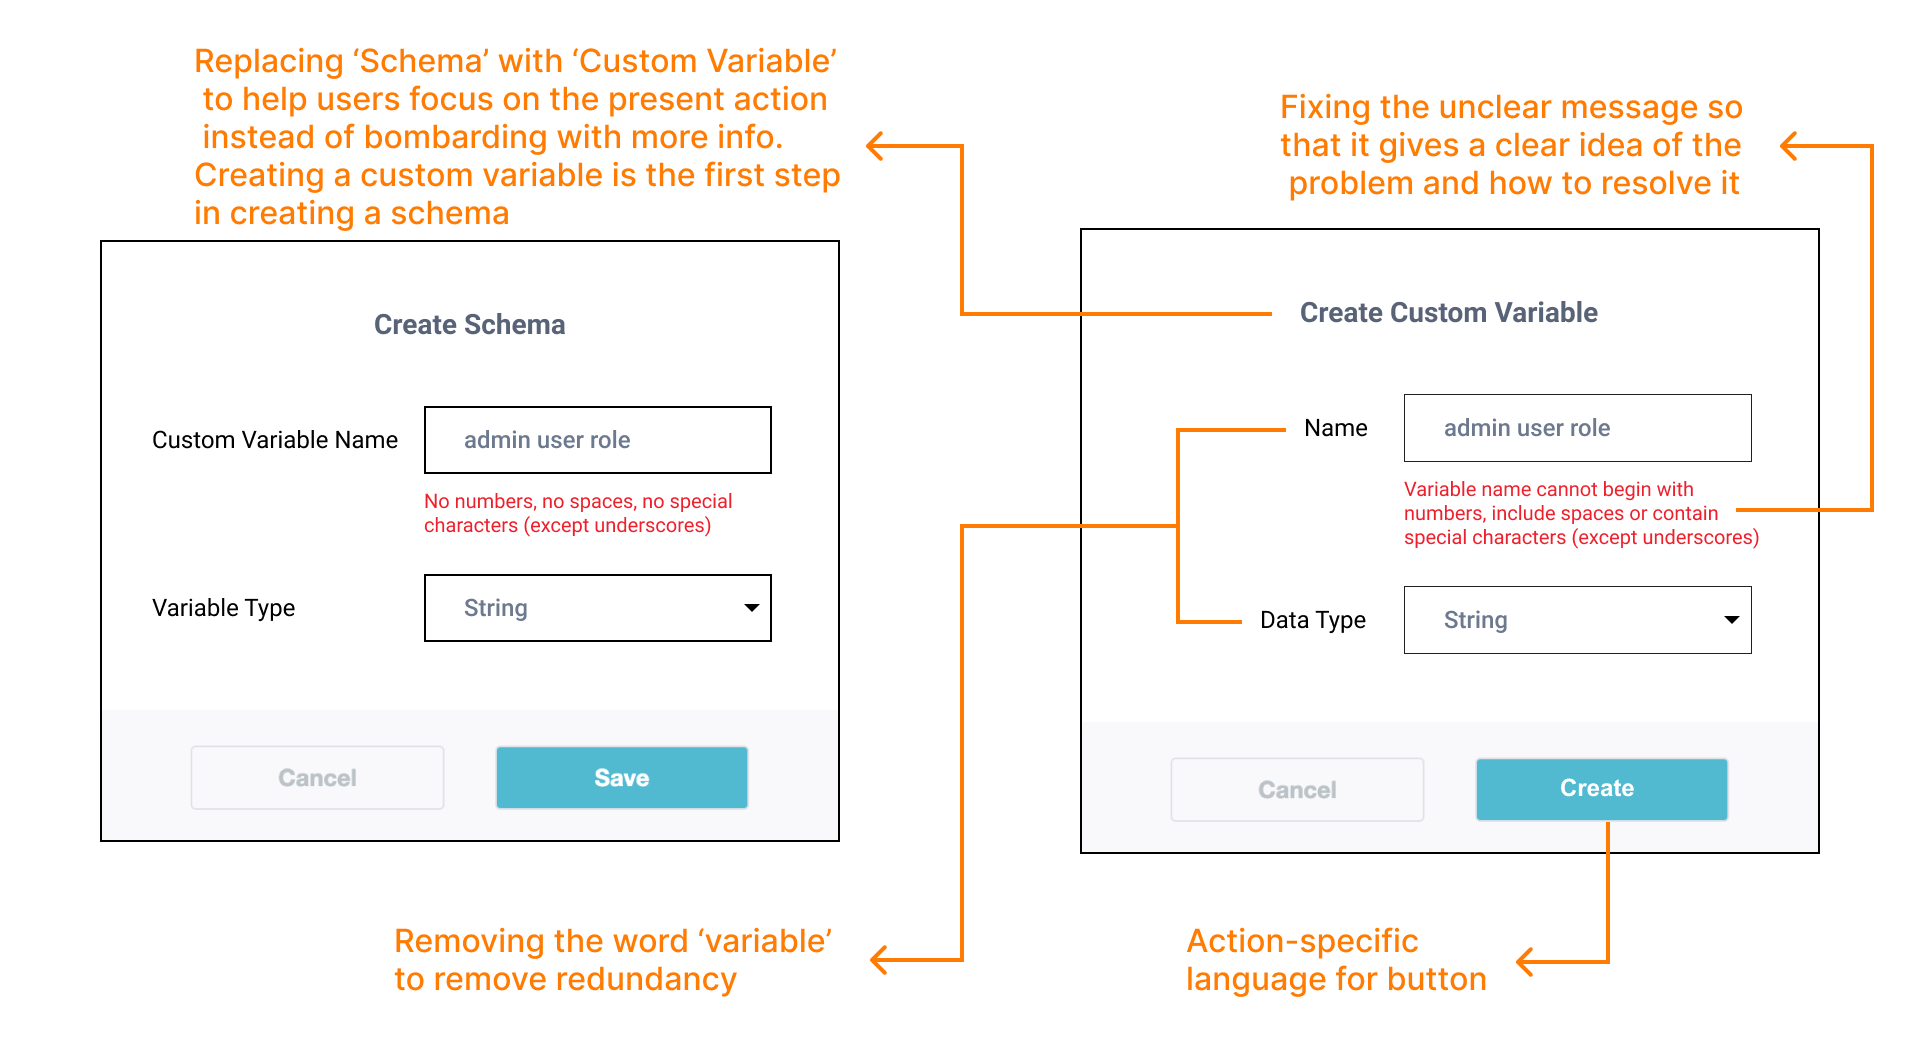 Replacing ‘Schema’ with ‘Custom Variable’
to help users focus on the present action
instead of bombarding with more info.
Creating a custom variable is the first step
in creating a schema
Create Schema
Custom Variable Name
admin user role
No numbers, no spaces, no special
characters (except underscores)
Variable Type
String
Cancel
Save
Fixing the unclear message so
that it gives a clear idea of the
problem and how to resolve it
Create Custom Variable
Name
admin user role
Variable name cannot begin with
numbers, include spaces or contain
special characters (except underscores)
Data Type
String
Cancel
Create
Removing the word ‘variable’
to remove redundancy
Action-specific
language for button